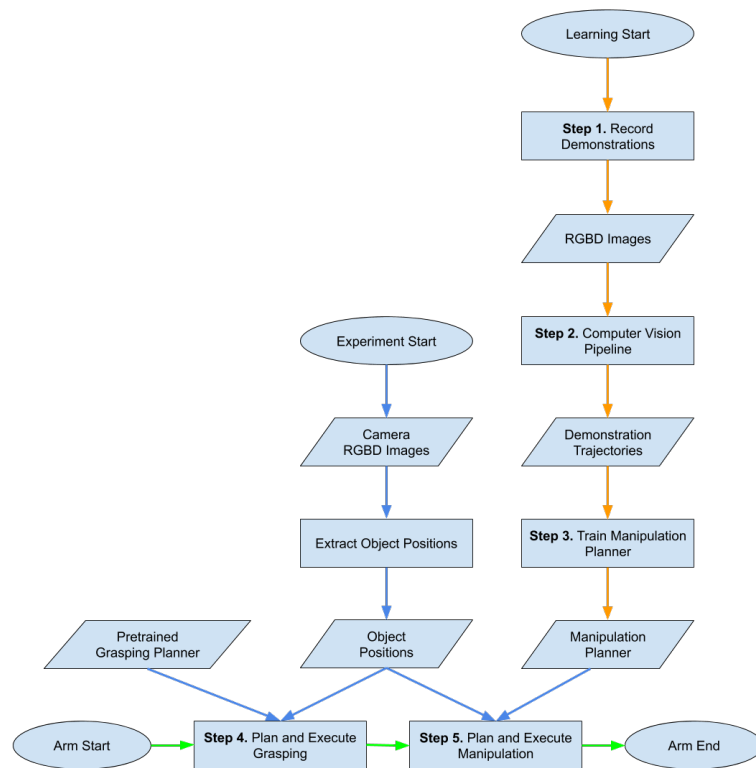 Learning Start
Step 1. Record
Demonstrations
RGBD Images
Step 2. Computer Vision
Pipeline
Experiment Start
Camera
RGBD Images
Demonstration
Trajectories
Extract Object Positions
Step 3. Train Manipulation
Planner
Pretrained
Grasping Planner
Object
Positions
Manipulation
Planner
Arm Start
Step 4. Plan and Execute
Grasping
Step 5. Plan and Execute
Manipulation
Arm End